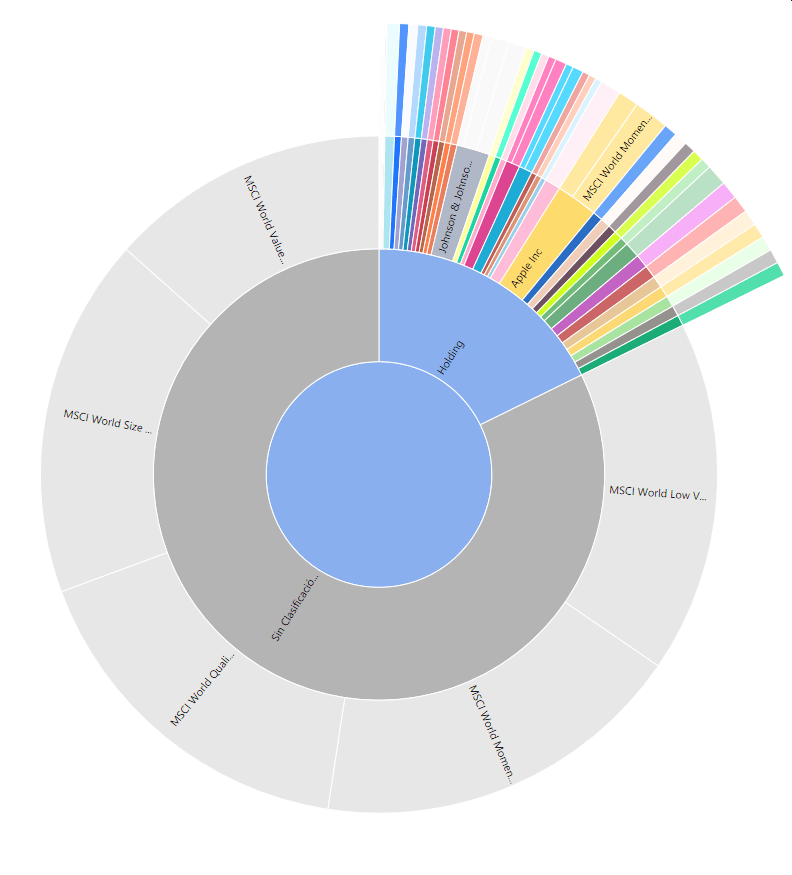 MSCI World Value...
Johnson & Johnso...
MSCI World Momen...
Apple Inc
Holding
MSCI World Size ...
MSCI World Low V...
Sin Clasificació...
MSCI World Quali...
MSCI World Momen...